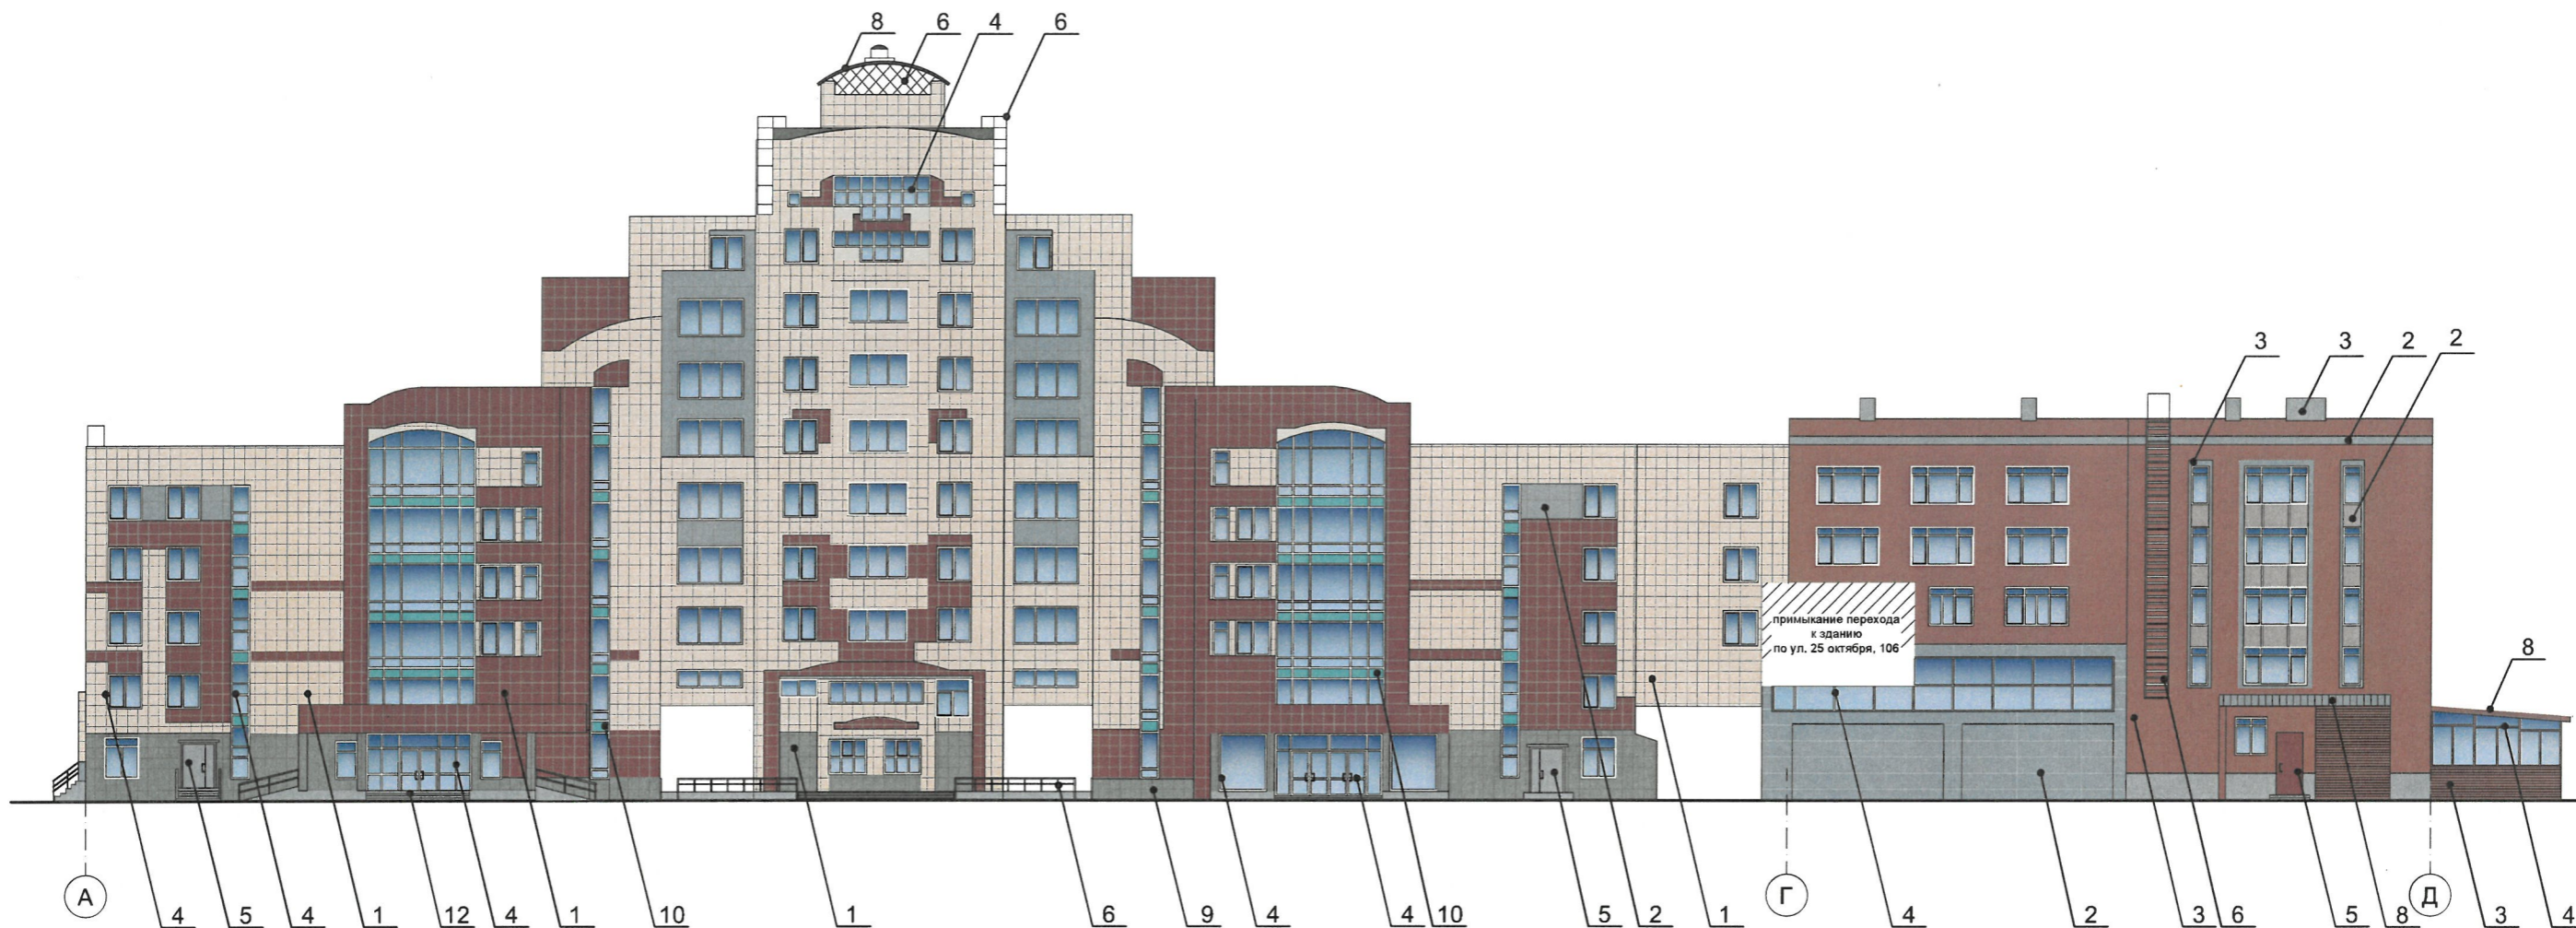 8 6 4 6
3 3 2 2
примыкание перехода
к зданию
по ул. 25 октября, 106
8
А Г Д
4 5 4 1 12 4 1 10 1 6 9 4 4 10 5 2 1 4 2 3 6 5 8 3 4